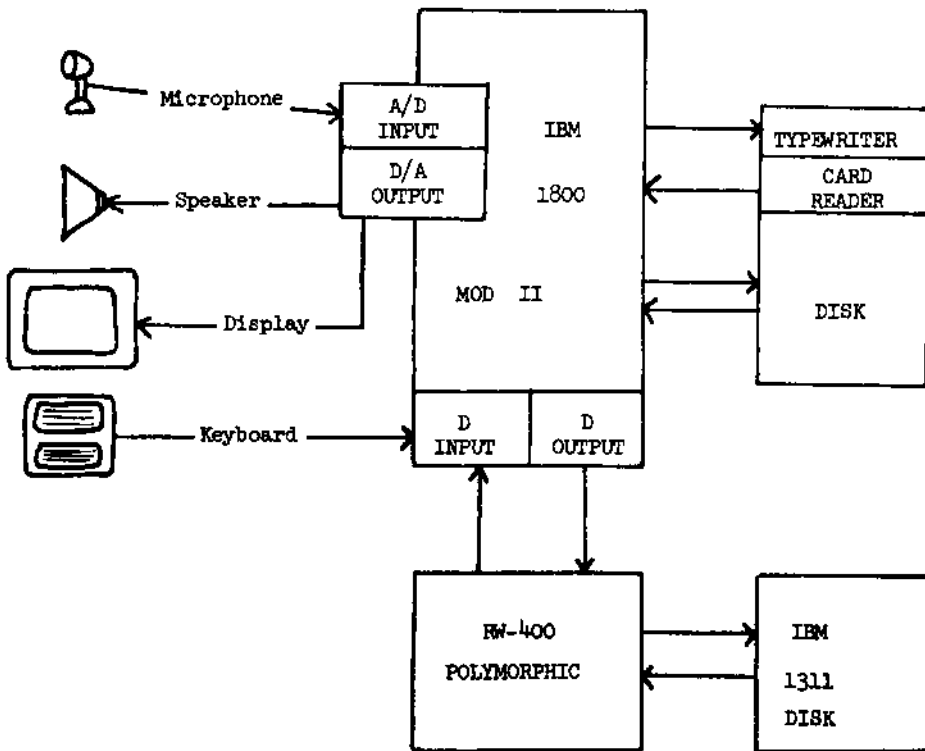 Microphone
A/D
INPUT
D/A
OUTPUT
Speaker
Display
Keyboard
IBM
1800
MOD II
D
INPUT
D
OUTPUT
TYPEWRITER
CARD
READER
DISK
RW-400
POLYMORPHIC
IBM
1311
DISK